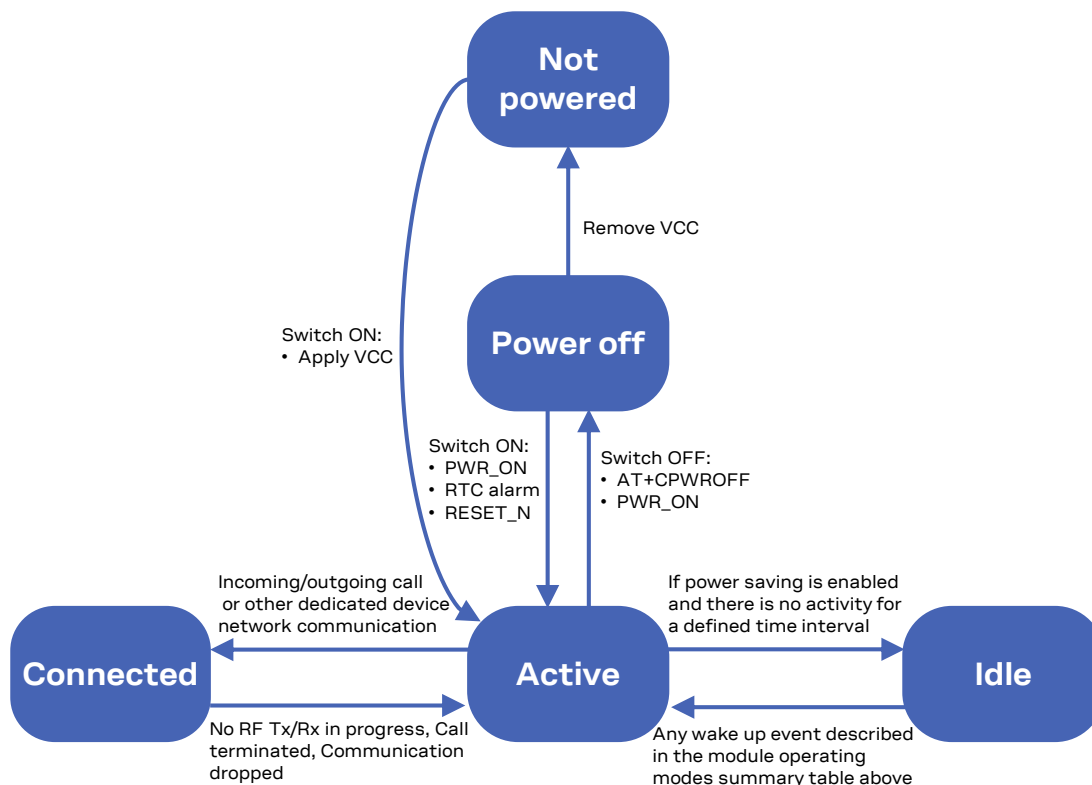 Not
powered
Remove VCC
Switch ON:
• Apply VCC
Power off
Switch ON:
• PWR_ON
• RTC alarm
• RESET_N
Switch OFF:
• AT+CPWROFF
• PWR_ON
Incoming/outgoing call
or other dedicated device
network communication
If power saving is enabled
and there is no activity for
a defined time interval
Connected
Active
Idle
No RF Tx/Rx in progress, Call
terminated, Communication
dropped
Any wake up event described
in the module operating
modes summary table above